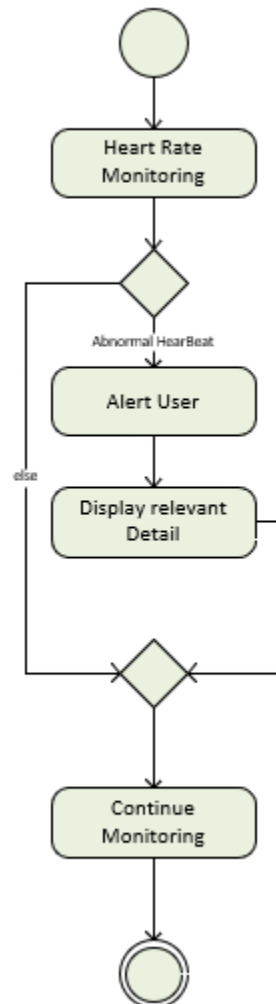 Heart Rate
Monitoring
Abnormal HearBeat
Alert User
else
Display relevant
Detail
Continue
Monitoring